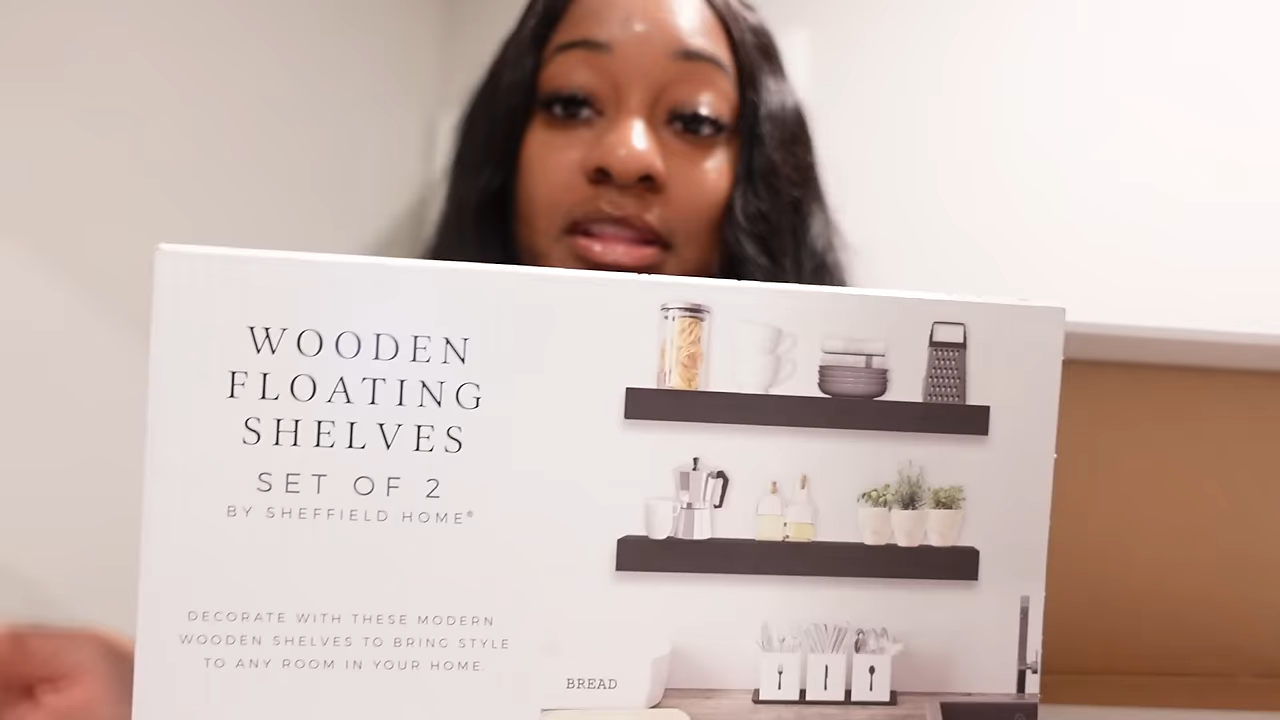 WOODEN
FLOATING
SHELVES
SET OF 2
BY SHEFFIELD HOME®
DECORATE WITH THESE MODERN
WOODEN SHELVES TO BRING STYLE
TO ANY ROOM IN YOUR HOME.
BREAD